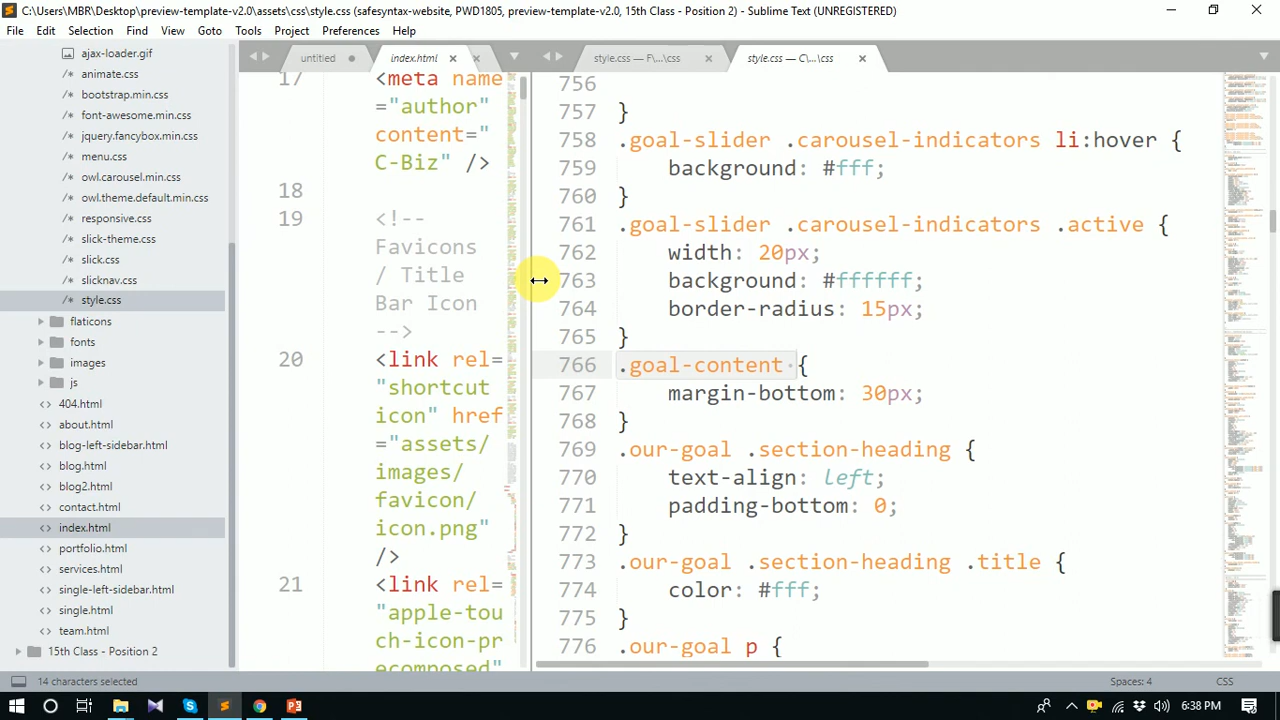 C:\Users\MBR\Desktop\preview-template-v2.0\assets\css\style.css (safesyntax-website, PWD1805, preview-template-v2.0, 15th Class - Position 2) - Sublime Text (UNREGISTERED)
File Edit Selection Find View Goto Tools Project Preferences Help
ajax-loader.gif
animate.css
bootstrap.min.css
font-awesome.min.css
jquery.fancybox.min.css
menu.css
owl.carousel.min.css
owl.theme.default.min.css
responsive.css
slick-theme.css
slick.css
slider.css
style.css
custom
fonts
images
js
about.html
blog-left-sidebar.html
blog.html
blog2.html
contact.html
index.html
portfolio.html
services.html
single-left-sidebar.html
single.html
team.html
15th Class - Position 2
untitled
index.html
17 <meta name
="author"
content="
C-Biz" />
18
19 <!--
Favicons
/ Title
Bar Icon
-->
20 <link rel=
"shortcut
icon" href
="assets/
images/
favicon/
icon.png"
/>
21 <link rel=
"apple-tou
ch-icon-pr
ecomposed"
style.css — F\...\css
style.css — C\...\css
756
757 }
758 .goal-slider .carousel-indicators li:hover {
759 background: #fff;
760 }
761 .goal-slider .carousel-indicators .active {
762 width: 20px;
763 background: #ffffff;
764 border-radius: 15px;
765 }
766 .goal-content {
767 margin-bottom: 30px;
768 }
769 .our-goal .section-heading {
770 text-align: left;
771 padding-bottom: 0;
772 }
773 .our-goal .section-heading .title {
774 color: #fff;
775 }
776 .our-goal p {
14 characters selected
Spaces: 4
CSS
6:38 PM